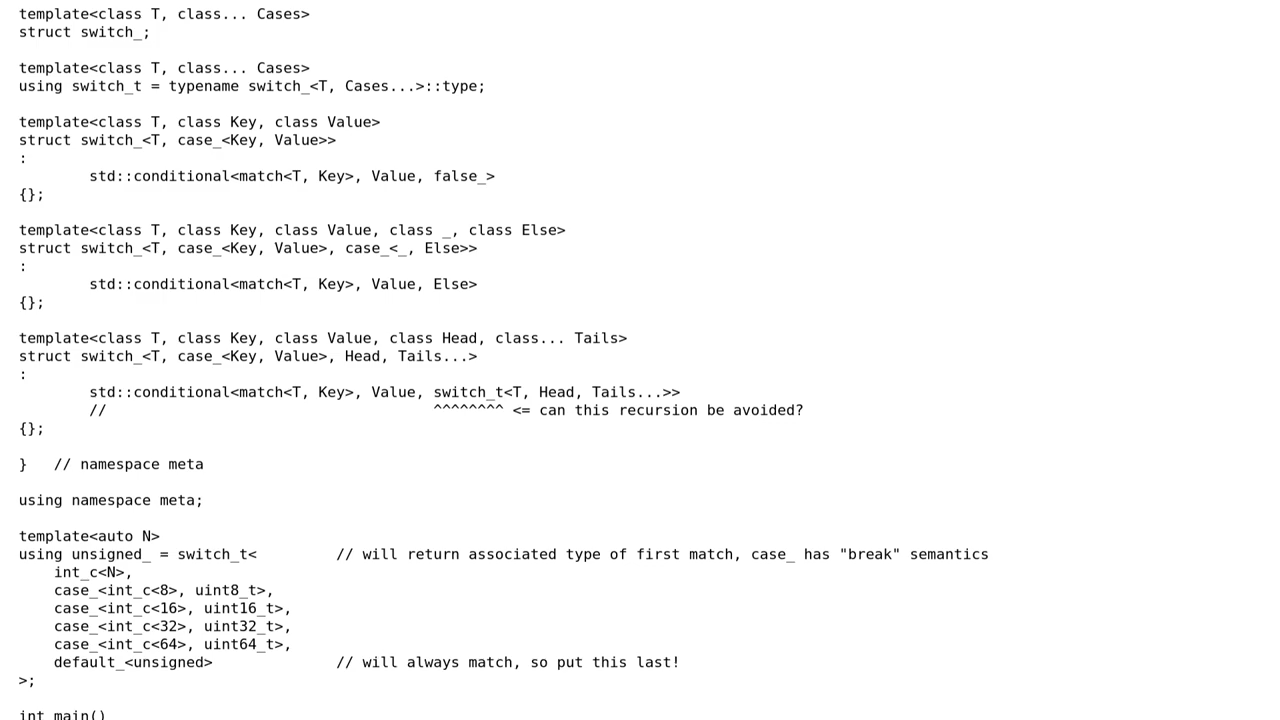 template<class T, class... Cases>
struct switch_;
template<class T, class... Cases>
using switch_t = typename switch_<T, Cases...>::type;
template<class T, class Key, class Value>
struct switch_<T, case_<Key, Value>>
:
        std::conditional<match<T, Key>, Value, false_>
{};
template<class T, class Key, class Value, class _, class Else>
struct switch_<T, case_<Key, Value>, case_<_, Else>>
:
        std::conditional<match<T, Key>, Value, Else>
{};
template<class T, class Key, class Value, class Head, class... Tails>
struct switch_<T, case_<Key, Value>, Head, Tails...>
:
        std::conditional<match<T, Key>, Value, switch_t<T, Head, Tails...>>
        //                                     ^^^^^^^^ <= can this recursion be avoided?
{};
}   // namespace meta
using namespace meta;
template<auto N>
using unsigned_ = switch_t<         // will return associated type of first match, case_ has "break" semantics
    int_c<N>,
    case_<int_c<8>, uint8_t>,
    case_<int_c<16>, uint16_t>,
    case_<int_c<32>, uint32_t>,
    case_<int_c<64>, uint64_t>,
    default_<unsigned>              // will always match, so put this last!
>;
int main()